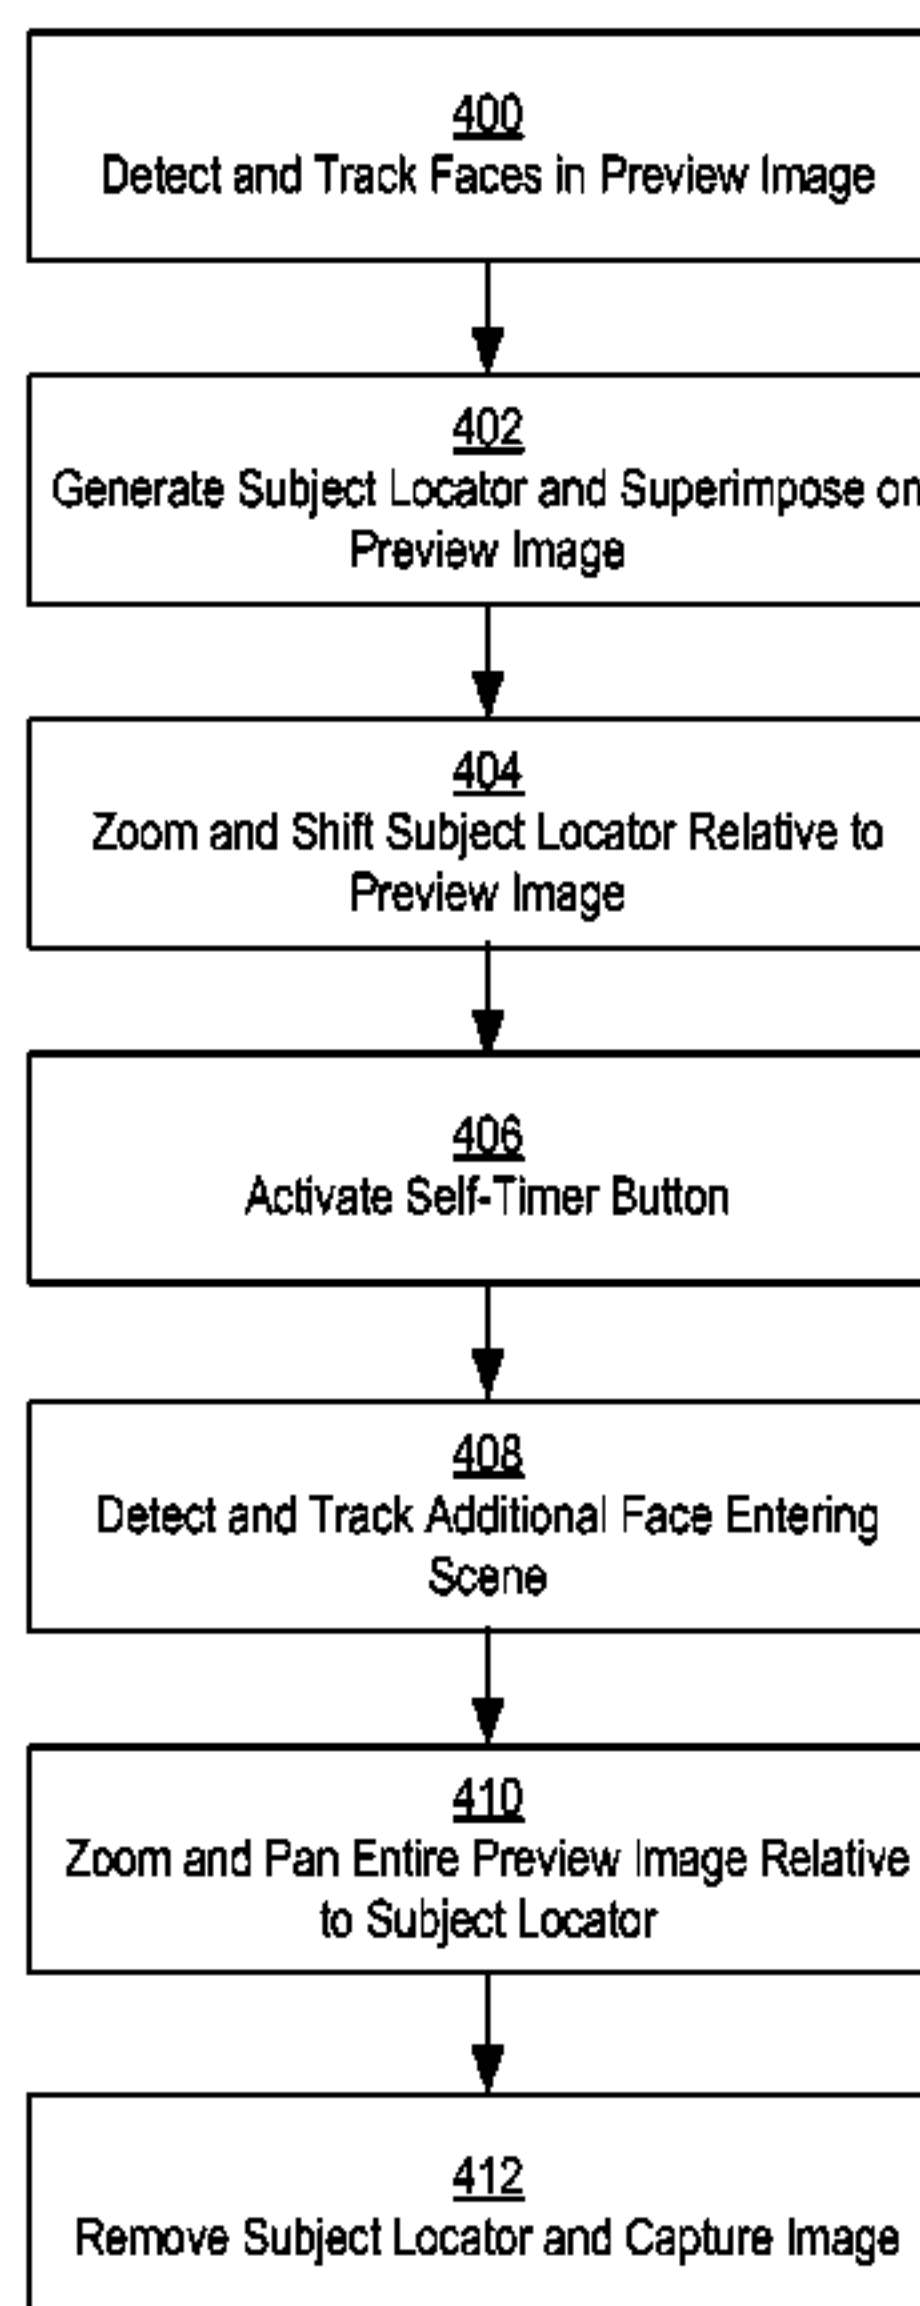 400
Detect and Track Faces in Preview Image
402
Generate Subject Locator and Superimpose on
Preview Image
404
Zoom and Shift Subject Locator Relative to
Preview Image
406
Activate Self-Timer Button
408
Detect and Track Additional Face Entering
Scene
410
Zoom and Pan Entire Preview Image Relative
to Subject Locator
412
Remove Subject Locator and Capture Image